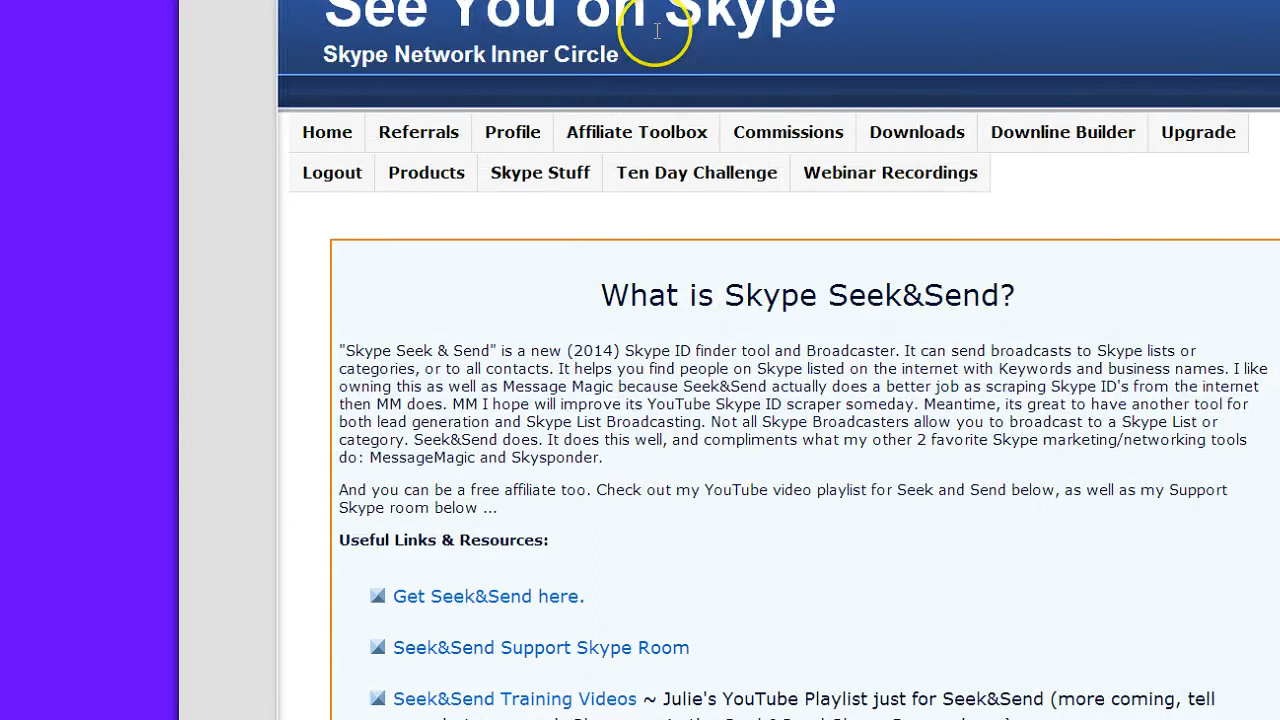 See You on Skype
Skype Network Inner Circle
Home Referrals Profile Affiliate Toolbox Commissions Downloads Downline Builder Upgrade
Logout Products Skype Stuff Ten Day Challenge Webinar Recordings
What is Skype Seek&Send?
"Skype Seek & Send" is a new (2014) Skype ID finder tool and Broadcaster. It can send broadcasts to Skype lists or
categories, or to all contacts. It helps you find people on Skype listed on the internet with Keywords and business names. I like
owning this as well as Message Magic because Seek&Send actually does a better job as scraping Skype ID's from the internet
then MM does. MM I hope will improve its YouTube Skype ID scraper someday. Meantime, its great to have another tool for
both lead generation and Skype List Broadcasting. Not all Skype Broadcasters allow you to broadcast to a Skype List or
category. Seek&Send does. It does this well, and compliments what my other 2 favorite Skype marketing/networking tools
do: MessageMagic and Skysponder.
And you can be a free affiliate too. Check out my YouTube video playlist for Seek and Send below, as well as my Support
Skype room below ...
Useful Links & Resources:
Get Seek&Send here.
Seek&Send Support Skype Room
Seek&Send Training Videos ~ Julie's YouTube Playlist just for Seek&Send (more coming, tell